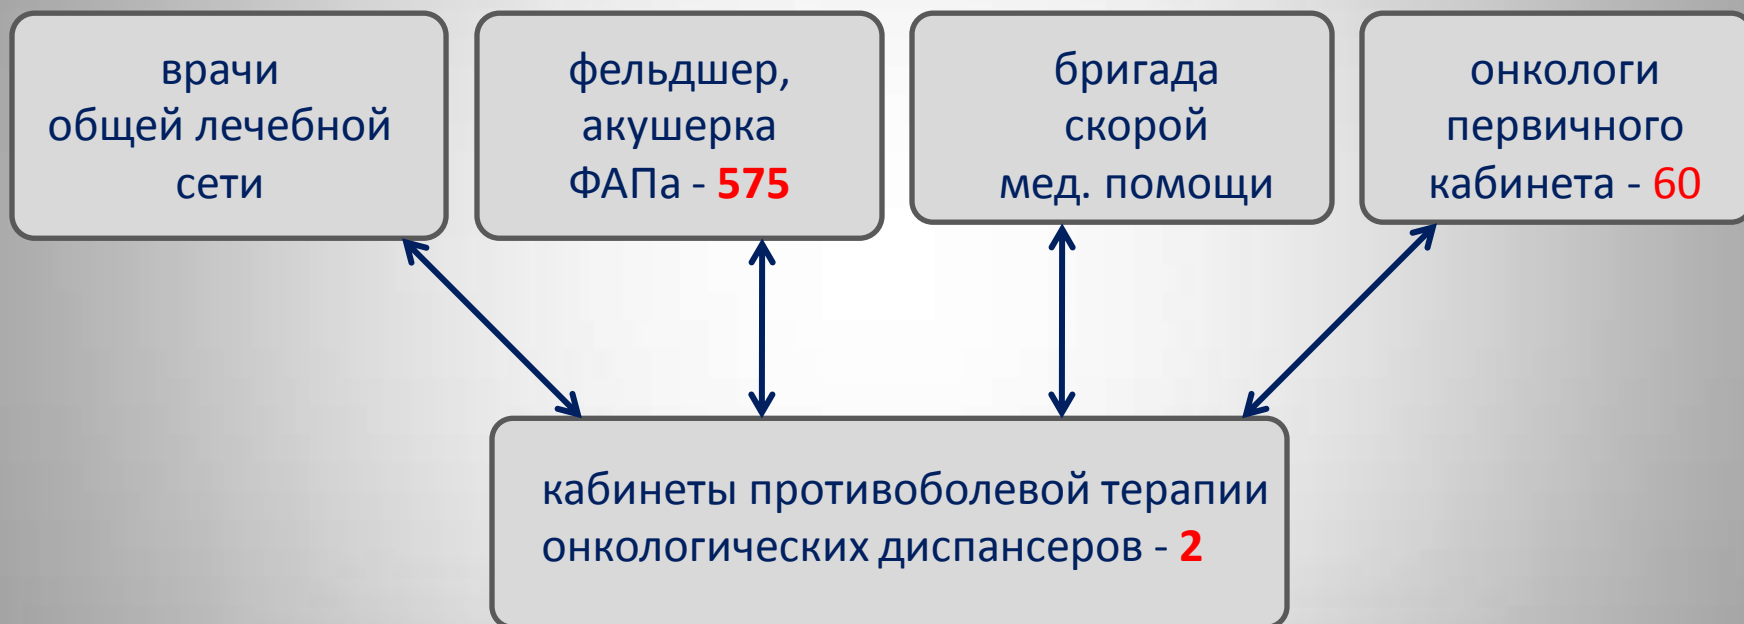 врачи
общей лечебной
сети
фельдшер,
акушерка
ФАПа - 575
бригада
скорой
мед. помощи
онкологи
первичного
кабинета - 60
кабинеты противоболевой терапии
онкологических диспансеров - 2